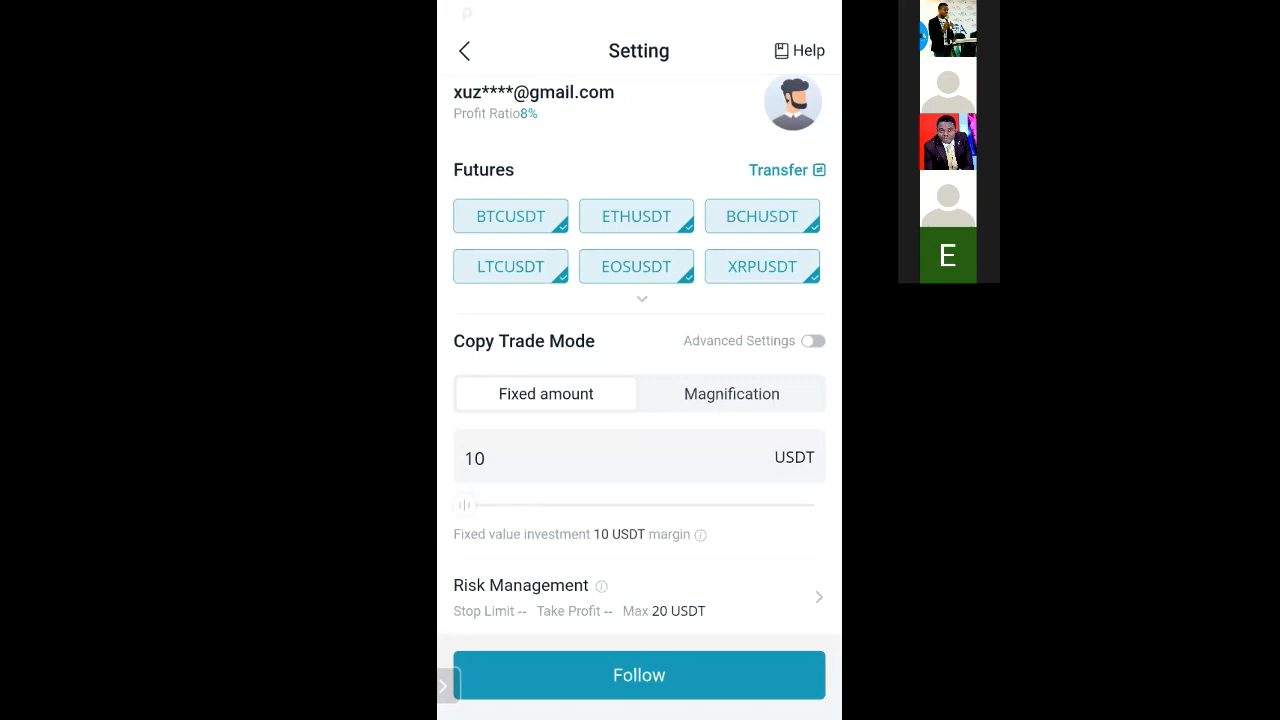 Setting
Help
xuz****@gmail.com
Profit Ratio8%
Futures
Transfer
BTCUSDT ETHUSDT BCHUSDT
LTCUSDT EOSUSDT XRPUSDT
Copy Trade Mode
Advanced Settings
Fixed amount
Magnification
10 USDT
Fixed value investment 10 USDT margin
Risk Management
Stop Limit -- Take Profit -- Max 20 USDT
Follow
E